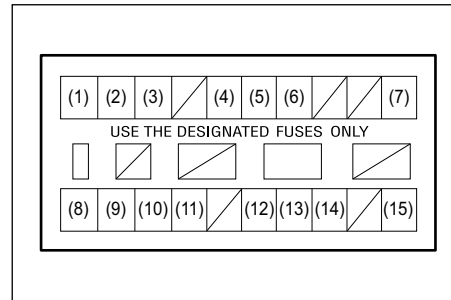 (1) (2) (3) (4) (5) (6) (7)
USE THE DESIGNATED FUSES ONLY
(8) (9) (10) (11) (12) (13) (14) (15)